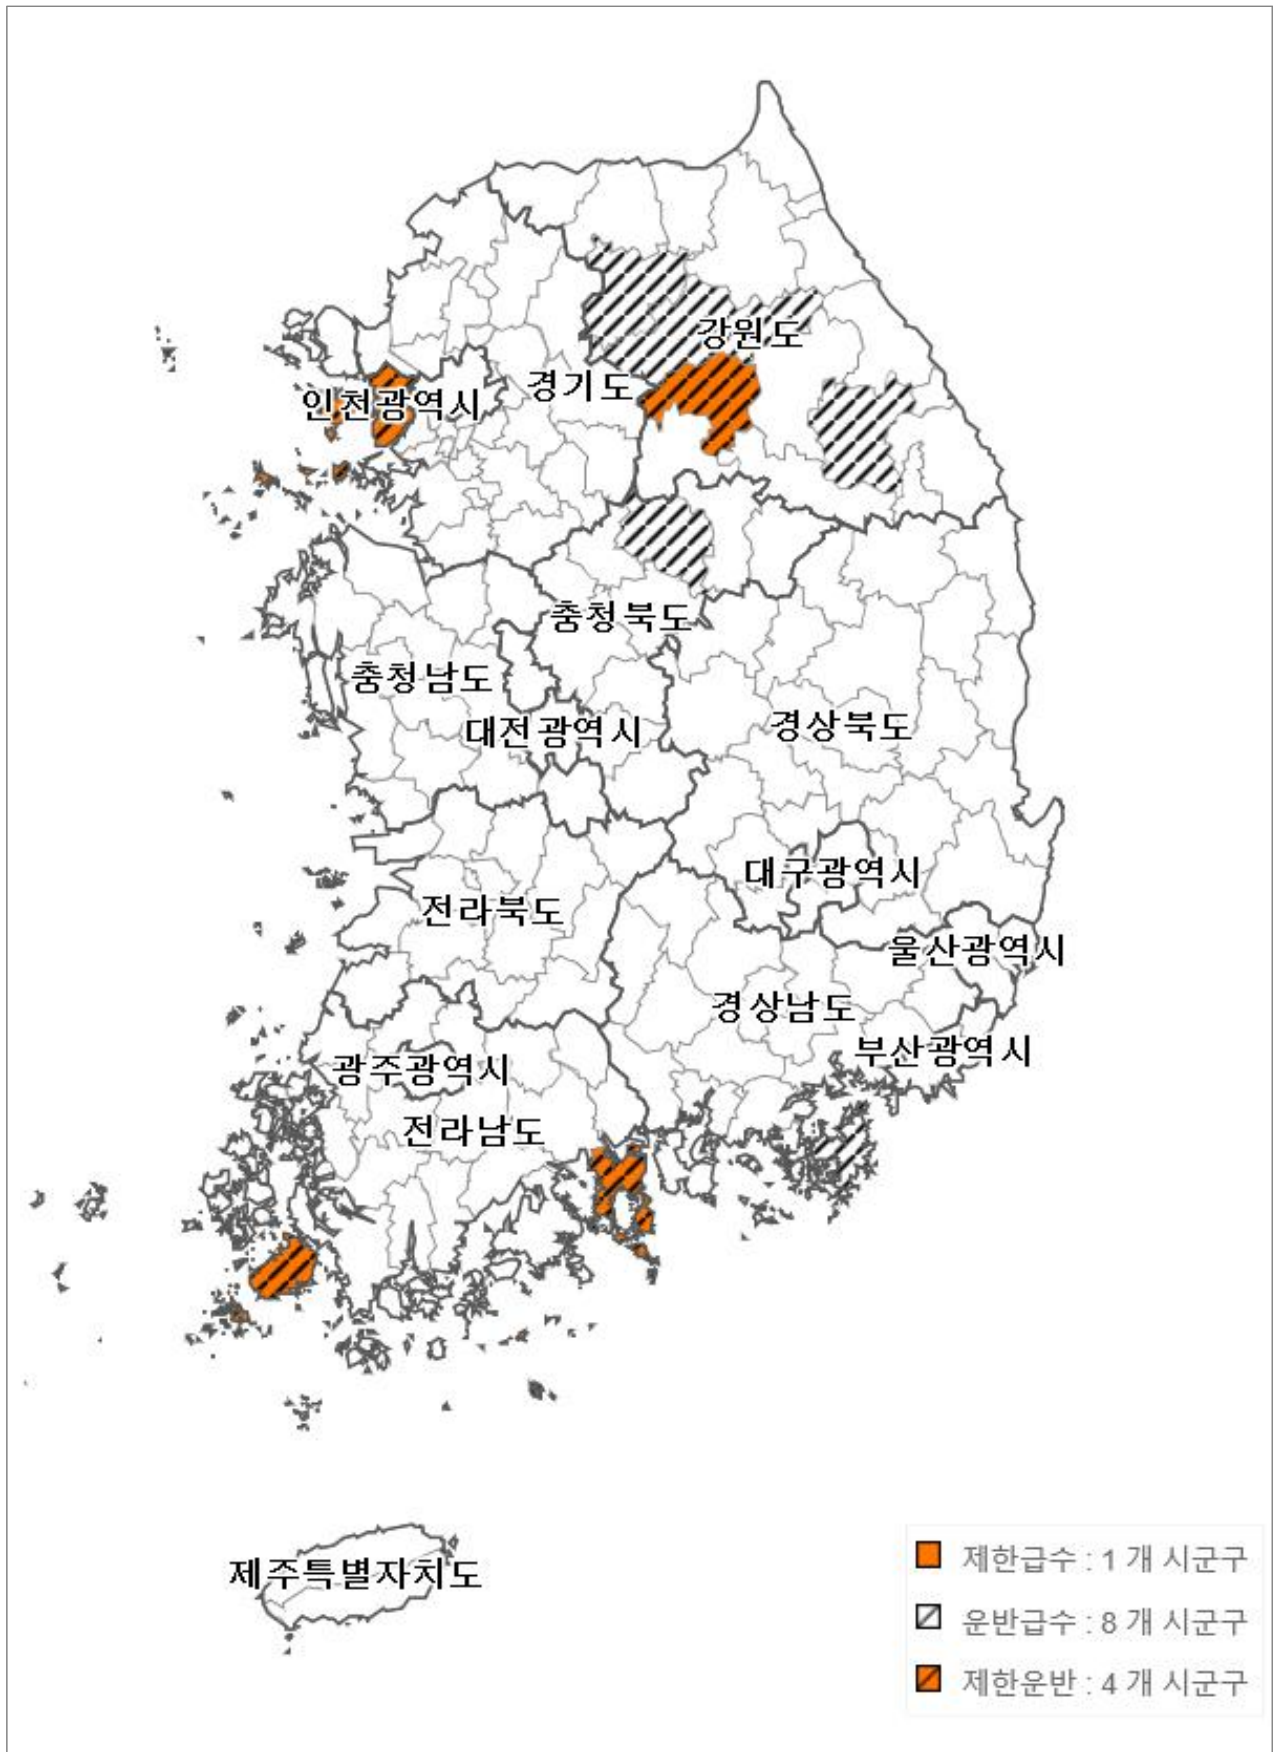 강원도
경기도
인천광역시
충청북도
충청남도
경상북도
대전광역시
대구광역시
전라북도
울산광역시
경상남도
부산광역시
광주광역시
전라남도
제주특별자치도
제한급수 : 1 개 시군구
운반급수 : 8 개 시군구
제한운반 : 4 개 시군구